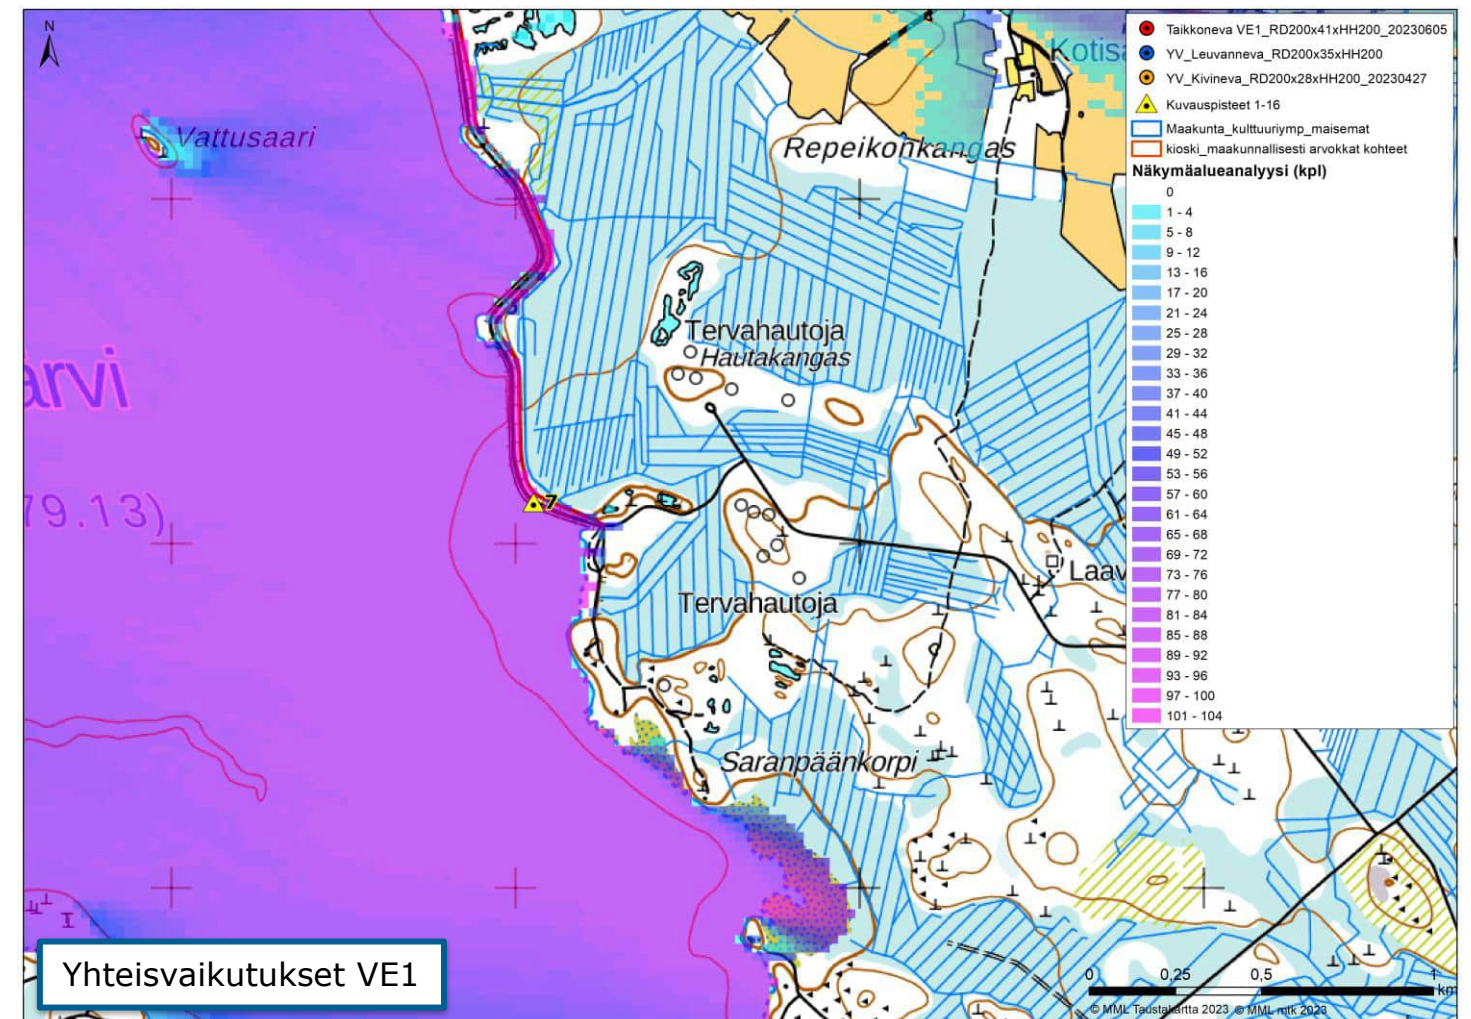 N
Taikkoneva VE1_RD200x41xHH200_20230605
YV_Leuvanneva_RD200x35xHH200
YV_Kivineva_RD200x28xHH200_20230427
Kuvauspisteet 1-16
Maakunta_kulttuuriymp_maisemat
kioski_maakunnallisesti arvokkat kohteet
Näkymäalueanalyysi (kpl)
0
1 - 4
5 - 8
9 - 12
13 - 16
17 - 20
21 - 24
25 - 28
29 - 32
33 - 36
37 - 40
41 - 44
45 - 48
49 - 52
53 - 56
57 - 60
61 - 64
65 - 68
69 - 72
73 - 76
77 - 80
81 - 84
85 - 88
89 - 92
93 - 96
97 - 100
101 - 104
Kotisa
Vattusaari
Repeikonkangas
Tervahautoja
Hautakangas
ärvi
79.13)
7
Laav
Tervahautoja
Saranpäänkorpi
Yhteisvaikutukset VE1
0 0,25 0,5 1
km
© MML Taustakartta 2023 © MML mtk 2023